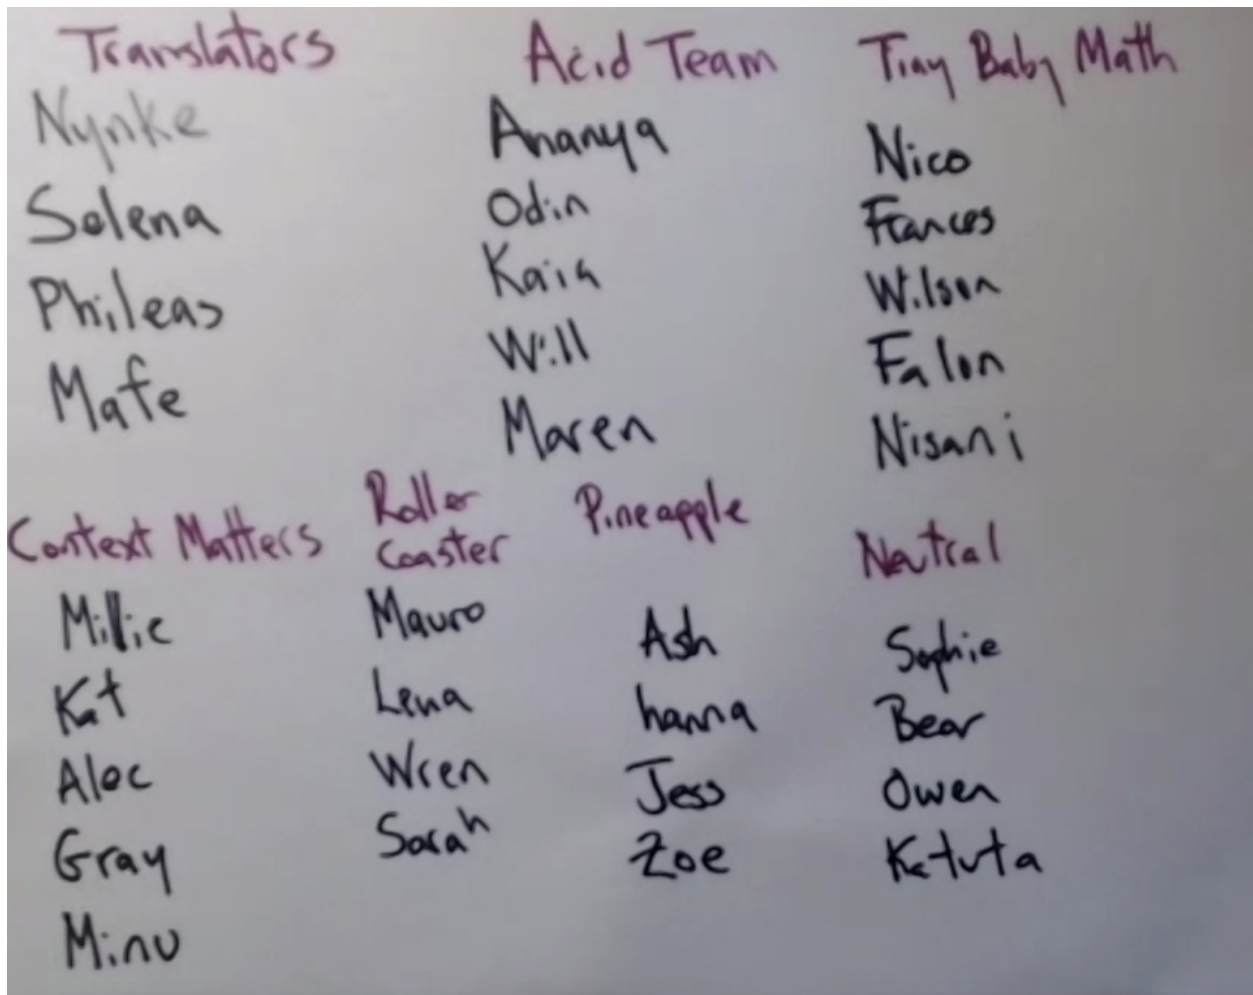 Translators
Nynke
Selena
Phileas
Mafe
Acid Team
Ananya
Odin
Kaia
Will
Maren
Tiny Baby Math
Nico
Frances
Wilson
Falon
Nisani
Context Matters
Millie
Kat
Alec
Gray
Minu
Roller
Coaster
Mauro
Lena
Wren
Sarah
Pineapple
Ash
hanna
Jess
Zoe
Neutral
Sophie
Bear
Owen
Ketuta